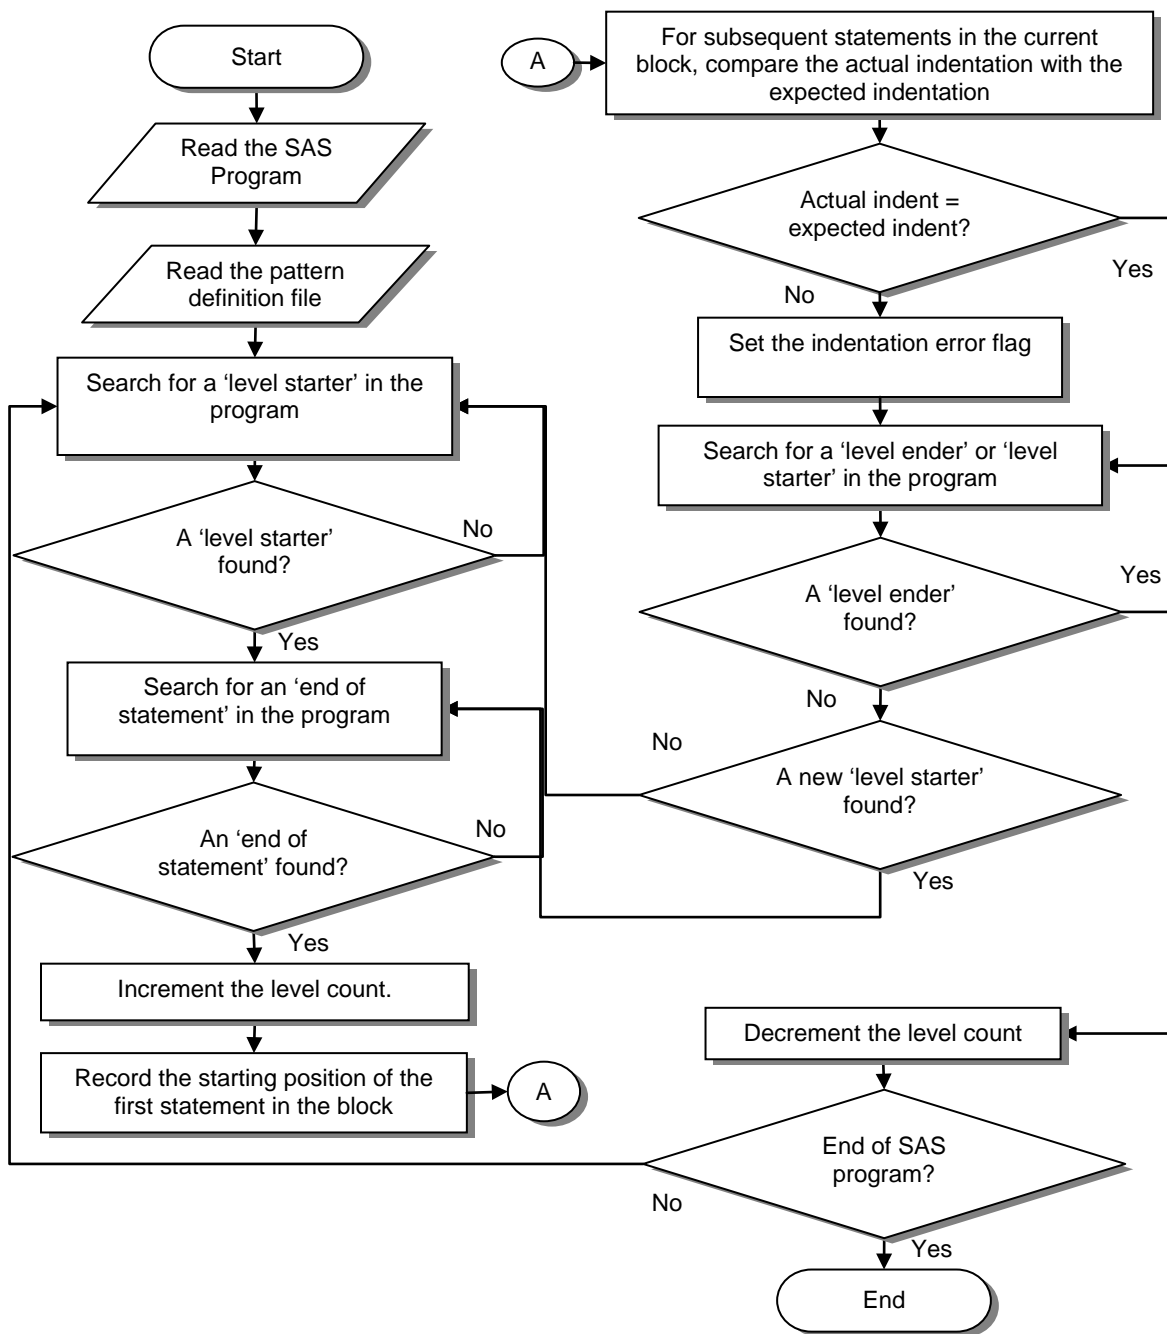 Start
Read the SAS
Program
Read the pattern
definition file
Search for a ‘level starter’ in the
program
A ‘level starter’
found?
No
Yes
Search for an ‘end of
statement’ in the program
An ‘end of
statement’ found?
No
Yes
Increment the level count.
Record the starting position of the
first statement in the block
A
A
For subsequent statements in the current
block, compare the actual indentation with the
expected indentation
Actual indent =
expected indent?
Yes
No
Set the indentation error flag
Search for a ‘level ender’ or ‘level
starter’ in the program
A ‘level ender’
found?
Yes
No
A new ‘level starter’
found?
No
Yes
Decrement the level count
End of SAS
program?
No
Yes
End